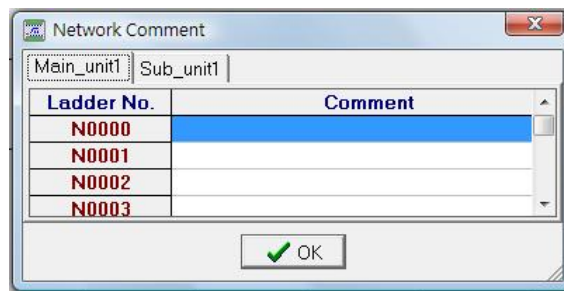 Network Comment
Main_unit1 Sub_unit1
Ladder No. Comment
N0000
N0001
N0002
N0003
OK